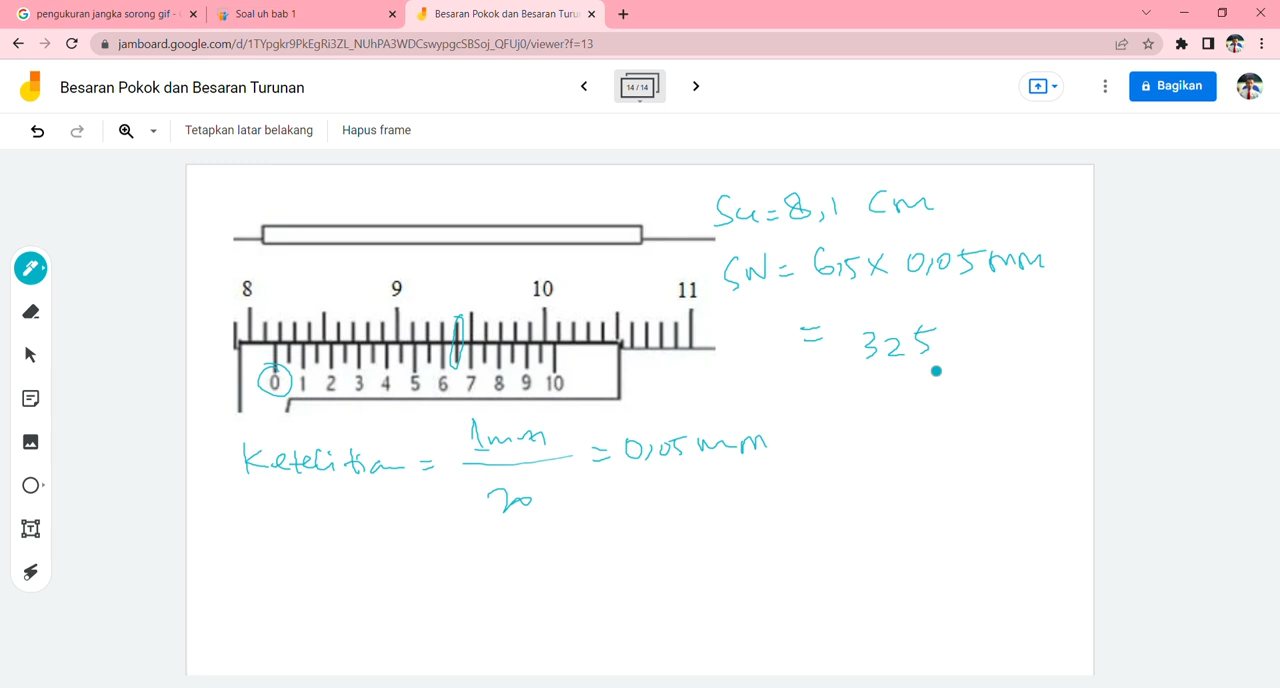 pengukuran jangka sorong gif -
Soal uh bab 1
Besaran Pokok dan Besaran Turun
jamboard.google.com/d/1TYpgkr9PkEgRi3ZL_NUhPA3WDCswypgcSBSoj_QFUj0/viewer?f=13
Besaran Pokok dan Besaran Turunan
14 / 14
Bagikan
Tetapkan latar belakang
Hapus frame
Su = 8,1 cm
SN = 6,5 x 0,05 mm
= 325
8 9 10 11
0 1 2 3 4 5 6 7 8 9 10
Ketelitian = 1 mm / 20 = 0,05 mm